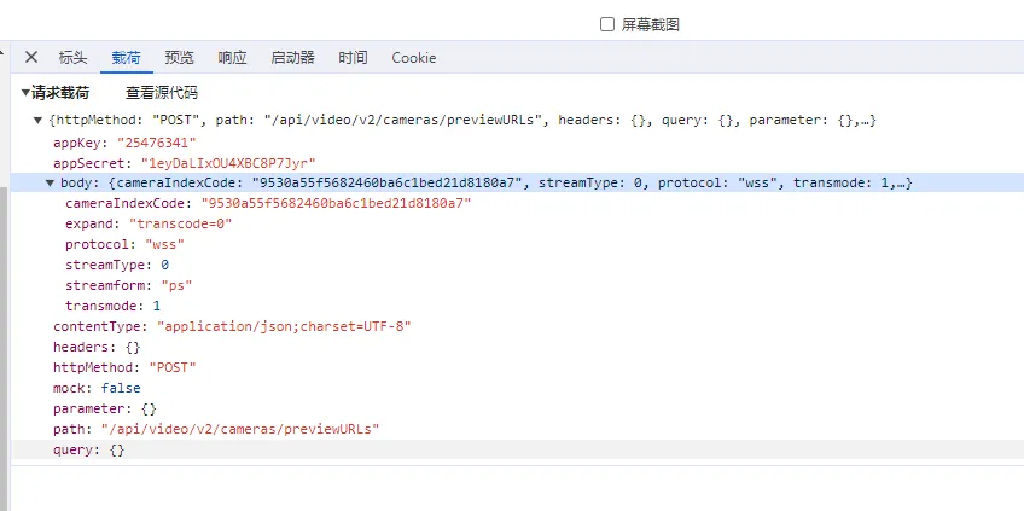 屏幕截图
标头 载荷 预览 响应 启动器 时间 Cookie
▼请求载荷 查看源代码
▼ {httpMethod: "POST", path: "/api/video/v2/cameras/previewURLs", headers: {}, query: {}, parameter: {},…}
appKey: "25476341"
appSecret: "1eyDaLIxOU4XBC8P7Jyr"
▼ body: {cameraIndexCode: "9530a55f5682460ba6c1bed21d8180a7", streamType: 0, protocol: "wss", transmode: 1,…}
cameraIndexCode: "9530a55f5682460ba6c1bed21d8180a7"
expand: "transcode=0"
protocol: "wss"
streamType: 0
streamform: "ps"
transmode: 1
contentType: "application/json;charset=UTF-8"
headers: {}
httpMethod: "POST"
mock: false
parameter: {}
path: "/api/video/v2/cameras/previewURLs"
query: {}